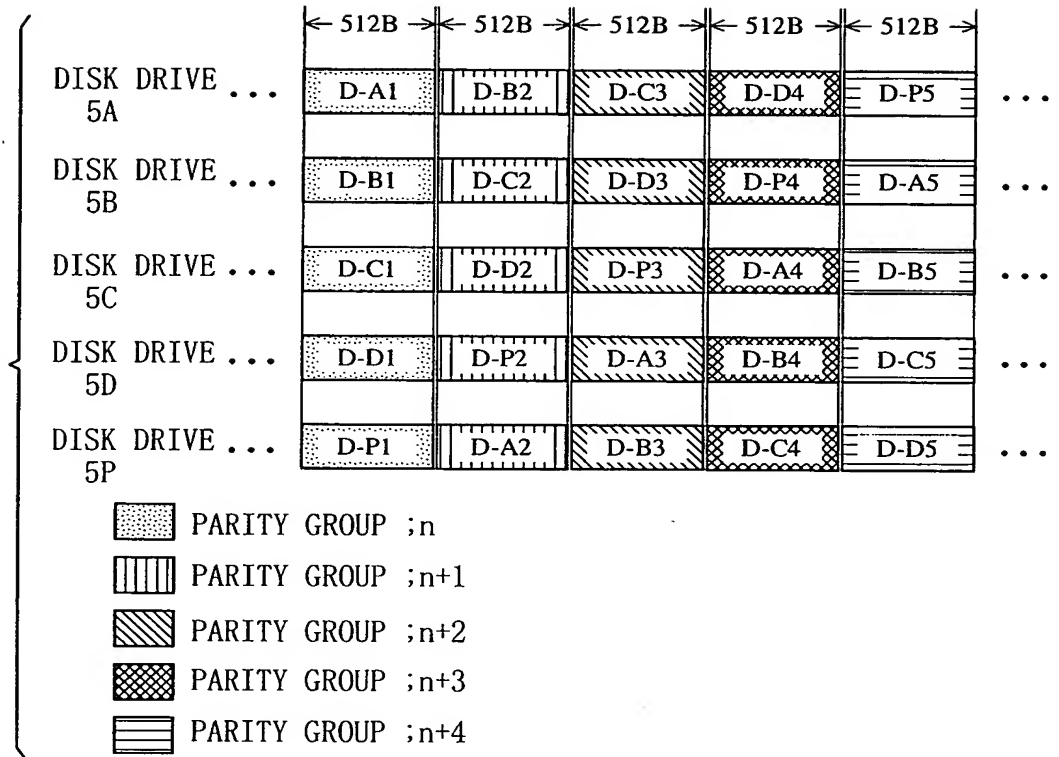 512B 512B 512B 512B 512B
DISK DRIVE ... D-A1 D-B2 D-C3 D-D4 D-P5 ...
5A
DISK DRIVE ... D-B1 D-C2 D-D3 D-P4 D-A5 ...
5B
DISK DRIVE ... D-C1 D-D2 D-P3 D-A4 D-B5 ...
5C
DISK DRIVE ... D-D1 D-P2 D-A3 D-B4 D-C5 ...
5D
DISK DRIVE ... D-P1 D-A2 D-B3 D-C4 D-D5 ...
5P
PARITY GROUP ;n
PARITY GROUP ;n+1
PARITY GROUP ;n+2
PARITY GROUP ;n+3
PARITY GROUP ;n+4